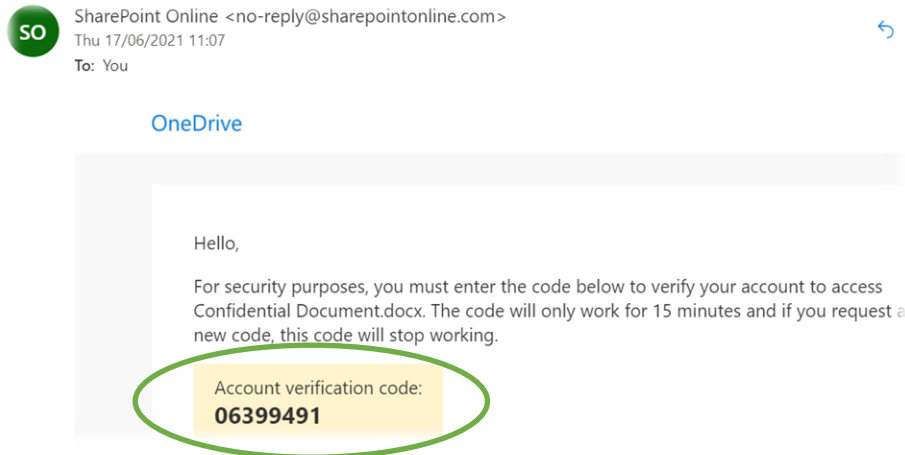 SO
SharePoint Online <no-reply@sharepointonline.com>
Thu 17/06/2021 11:07
To: You
OneDrive
Hello,
For security purposes, you must enter the code below to verify your account to access
Confidential Document.docx. The code will only work for 15 minutes and if you request a
new code, this code will stop working.
Account verification code:
06399491